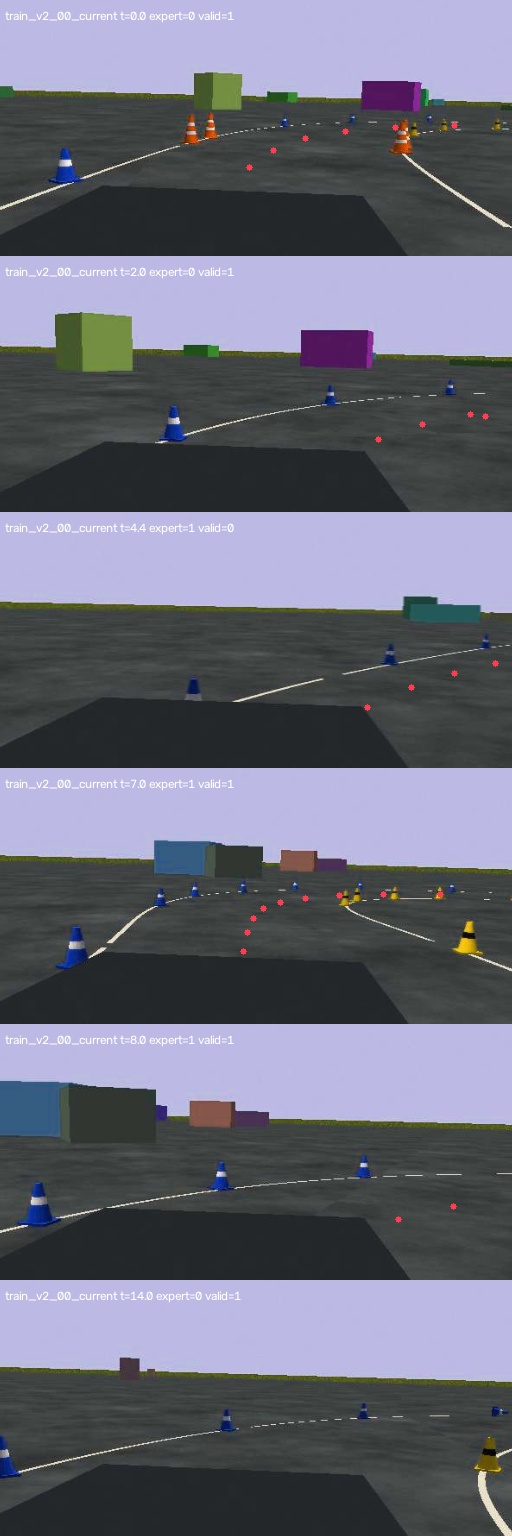 train_v2_00_current t=0.0 expert=0 valid=1
train_v2_00_current t=2.0 expert=0 valid=1
train_v2_00_current t=4.4 expert=1 valid=0
train_v2_00_current t=7.0 expert=1 valid=1
train_v2_00_current t=8.0 expert=1 valid=1
train_v2_00_current t=14.0 expert=0 valid=1